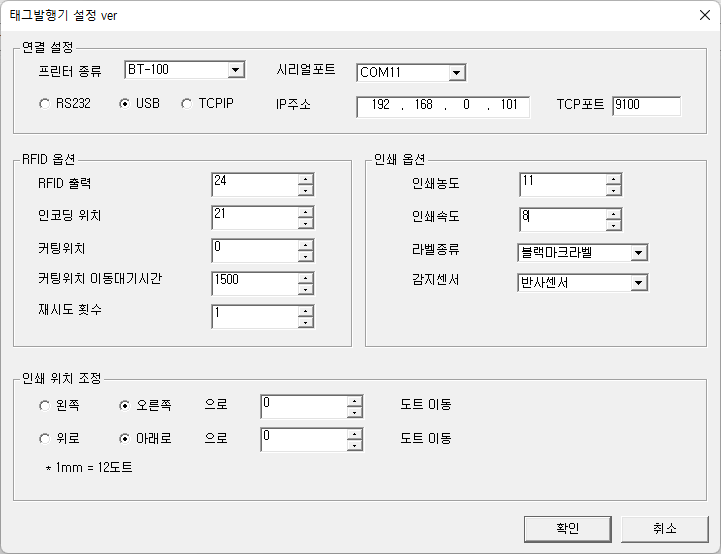 태그발행기 설정 ver
연결 설정
프린터 종류 BT-100 시리얼포트 COM11
RS232 USB TCPIP IP주소 192 . 168 . 0 . 101 TCP포트 9100
RFID 옵션
RFID 출력 24
인코딩 위치 21
커팅위치 0
커팅위치 이동대기시간 1500
재시도 횟수 1
인쇄 옵션
인쇄농도 11
인쇄속도 8
라벨종류 블랙마크라벨
감지센서 반사센서
인쇄 위치 조정
왼쪽 오른쪽 으로 0 도트 이동
위로 아래로 으로 0 도트 이동
* 1mm = 12도트
확인 취소